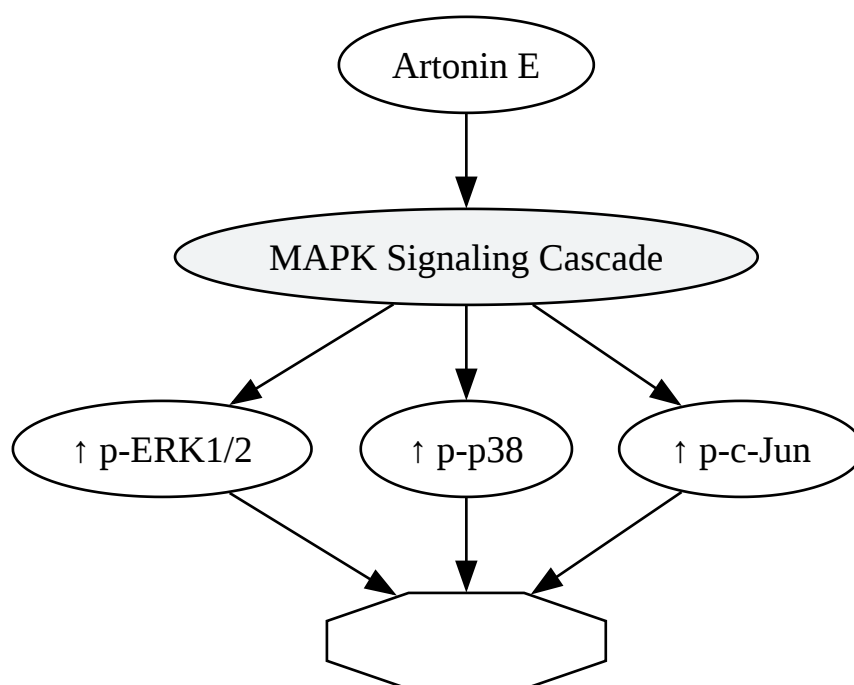 Artonin E
MAPK Signaling Cascade
↑ p-ERK1/2
↑ p-p38
↑ p-c-Jun